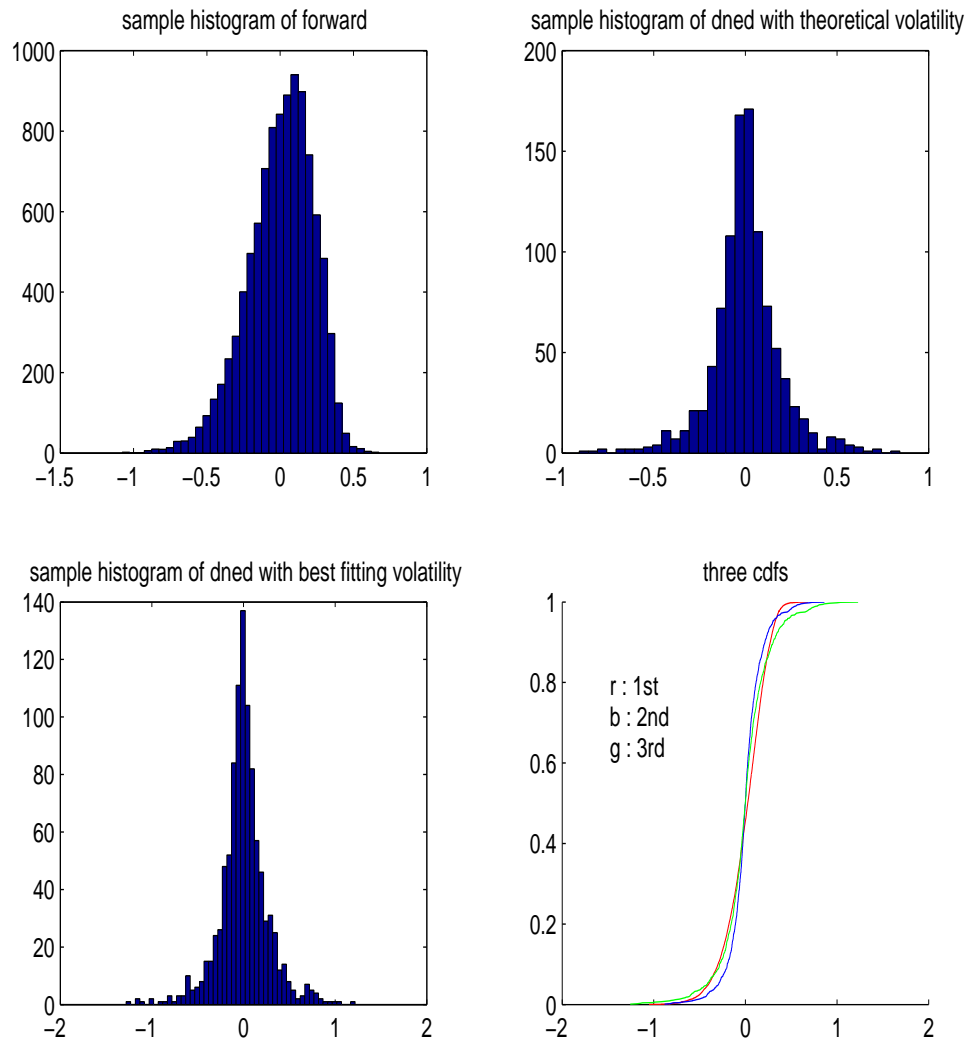 sample histogram of forward
1000
800
600
400
200
0
−1.5 −1 −0.5 0 0.5 1
sample histogram of dned with theoretical volatility
200
150
100
50
0
−1 −0.5 0 0.5 1
sample histogram of dned with best fitting volatility
140
120
100
80
60
40
20
0
−2 −1 0 1 2
three cdfs
1
0.8
0.6
0.4
0.2
0
r : 1st
b : 2nd
g : 3rd
−2 −1 0 1 2